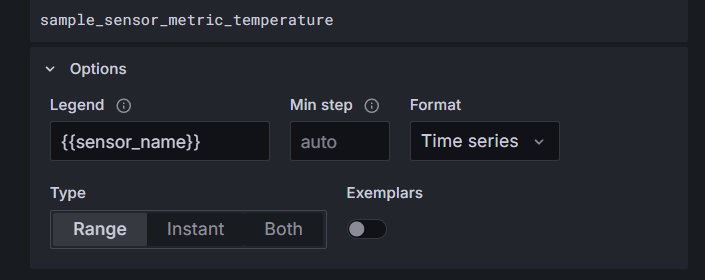 sample_sensor_metric_temperature
Options
Legend Min step Format
{{sensor_name}} auto Time series
Type Exemplars
Range Instant Both